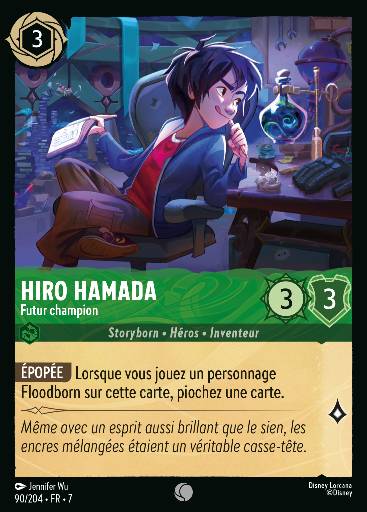 3
HIRO HAMADA
Futur champion
3
3
Storyborn • Héros • Inventeur
ÉPOPÉE Lorsque vous jouez un personnage
Floodborn sur cette carte, piochez une carte.
Même avec un esprit aussi brillant que le sien, les
encres mélangées étaient un véritable casse-tête.
Jennifer Wu
90/204 • FR • 7
Disney Lorcana
©Disney